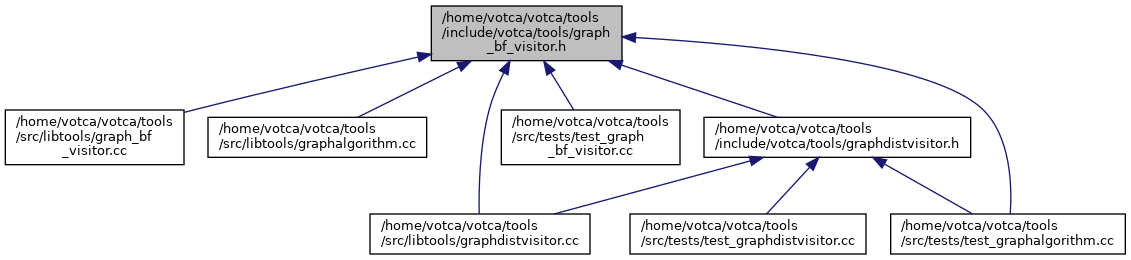 /home/votca/votca/tools
/include/votca/tools/graph
_bf_visitor.h
/home/votca/votca/tools
/src/libtools/graph_bf
_visitor.cc
/home/votca/votca/tools
/src/libtools/graphalgorithm.cc
/home/votca/votca/tools
/src/tests/test_graph
_bf_visitor.cc
/home/votca/votca/tools
/include/votca/tools/graphdistvisitor.h
/home/votca/votca/tools
/src/libtools/graphdistvisitor.cc
/home/votca/votca/tools
/src/tests/test_graphdistvisitor.cc
/home/votca/votca/tools
/src/tests/test_graphalgorithm.cc